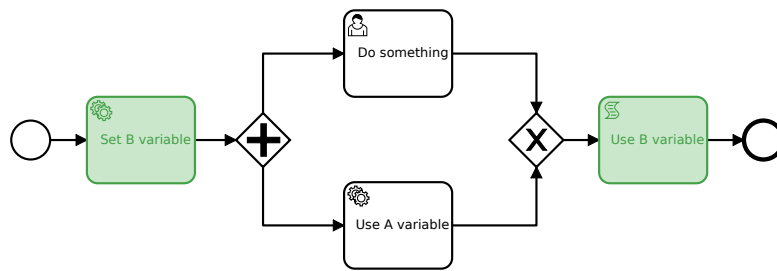 Do something
Set B variable
Use B variable
Use A variable